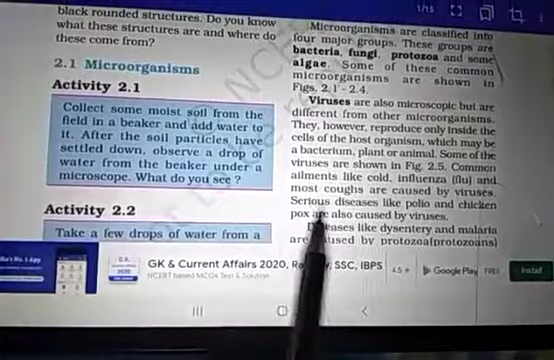 black rounded structures. Do you know
what these structures are and where do
these come from?
2.1 Microorganisms
Activity 2.1
Collect some moist soil from the
field in a beaker and add water to
it. After the soil particles have
settled down, observe a drop of
water from the beaker under a
microscope. What do you see ?
Activity 2.2
Take a few drops of water from a
1/15
Microorganisms are classified into
four major groups. These groups are
bacteria, fungi, protozoa and some
algae. Some of these common
microorganisms are shown in
Figs. 2.1 - 2.4.
Viruses are also microscopic but are
different from other microorganisms.
They, however, reproduce only inside the
cells of the host organism, which may be
a bacterium, plant or animal. Some of the
viruses are shown in Fig. 2.5. Common
ailments like cold, influenza (flu) and
most coughs are caused by viruses.
Serious diseases like polio and chicken
pox are also caused by viruses.
like dysentery and malaria
by protozoa(protozoans)
GK & Current Affairs 2020, SSC, IBPS
NCERT based MCQs Test & Solution
4.5
Google Play
FREE
Install